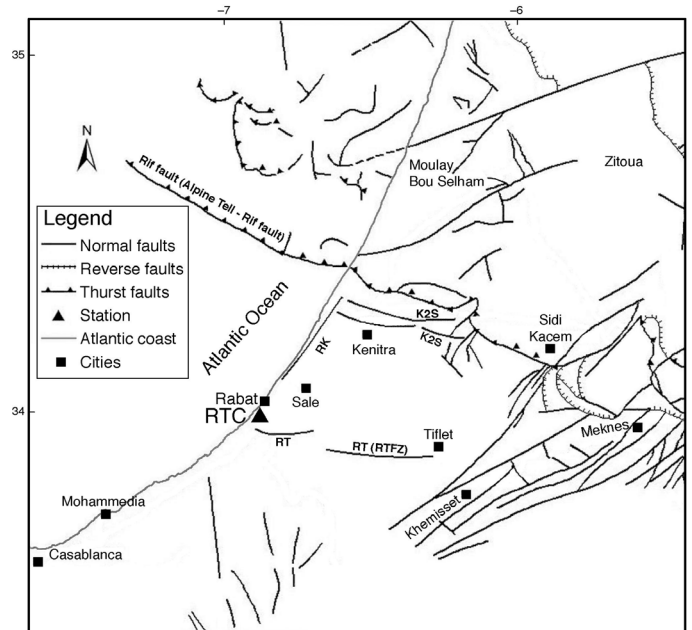 −7
−6
35
N
Moulay
Bou Selham
Zitoua
Rif fault (Alpine Tell - Rif fault)
Legend
Normal faults
Reverse faults
Thurst faults
Station
Atlantic coast
Cities
Atlantic Ocean
K2S
K2S
RK
Kenitra
Sidi
Kacem
Rabat
Sale
RTC
34
RT
RT (RTFZ)
Tiflet
Meknes
Khemisset
Mohammedia
Casablanca